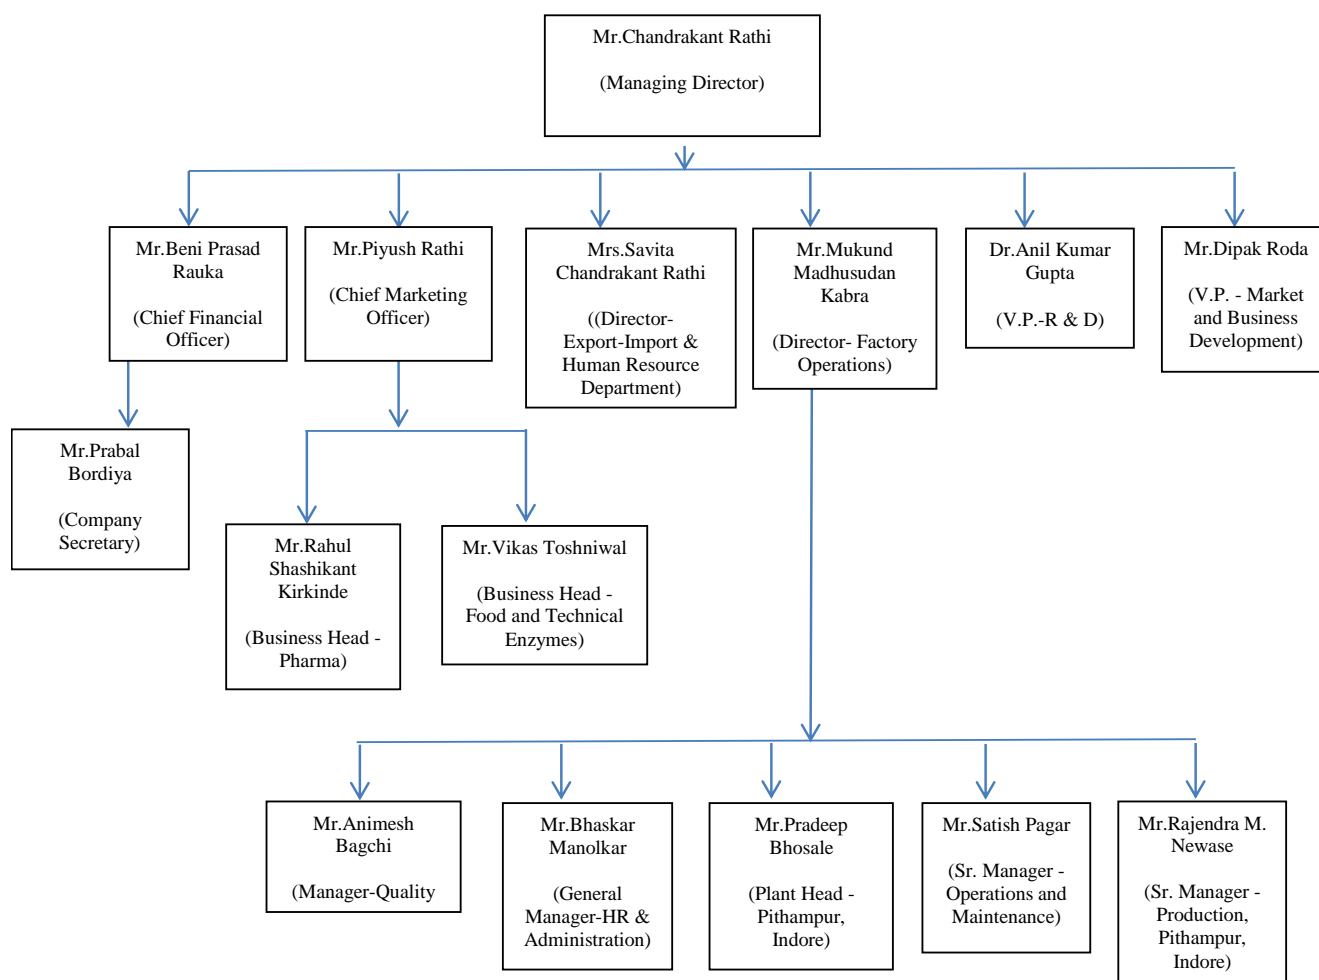 Mr.Chandrakant Rathi
(Managing Director)
Mr.Beni Prasad
Rauka
(Chief Financial
Officer)
Mr.Piyush Rathi
(Chief Marketing
Officer)
Mrs.Savita
Chandrakant Rathi
((Director-
Export-Import &
Human Resource
Department)
Mr.Mukund
Madhusudan
Kabra
(Director- Factory
Operations)
Dr.Anil Kumar
Gupta
(V.P.-R & D)
Mr.Dipak Roda
(V.P. - Market
and Business
Development)
Mr.Prabal
Bordiya
(Company
Secretary)
Mr.Rahul
Shashikant
Kirkinde
(Business Head -
Pharma)
Mr.Vikas Toshniwal
(Business Head -
Food and Technical
Enzymes)
Mr.Animesh
Bagchi
(Manager-Quality
Mr.Bhaskar
Manolkar
(General
Manager-HR &
Administration)
Mr.Pradeep
Bhosale
(Plant Head -
Pithampur,
Indore)
Mr.Satish Pagar
(Sr. Manager -
Operations and
Maintenance)
Mr.Rajendra M.
Newase
(Sr. Manager -
Production,
Pithampur,
Indore)